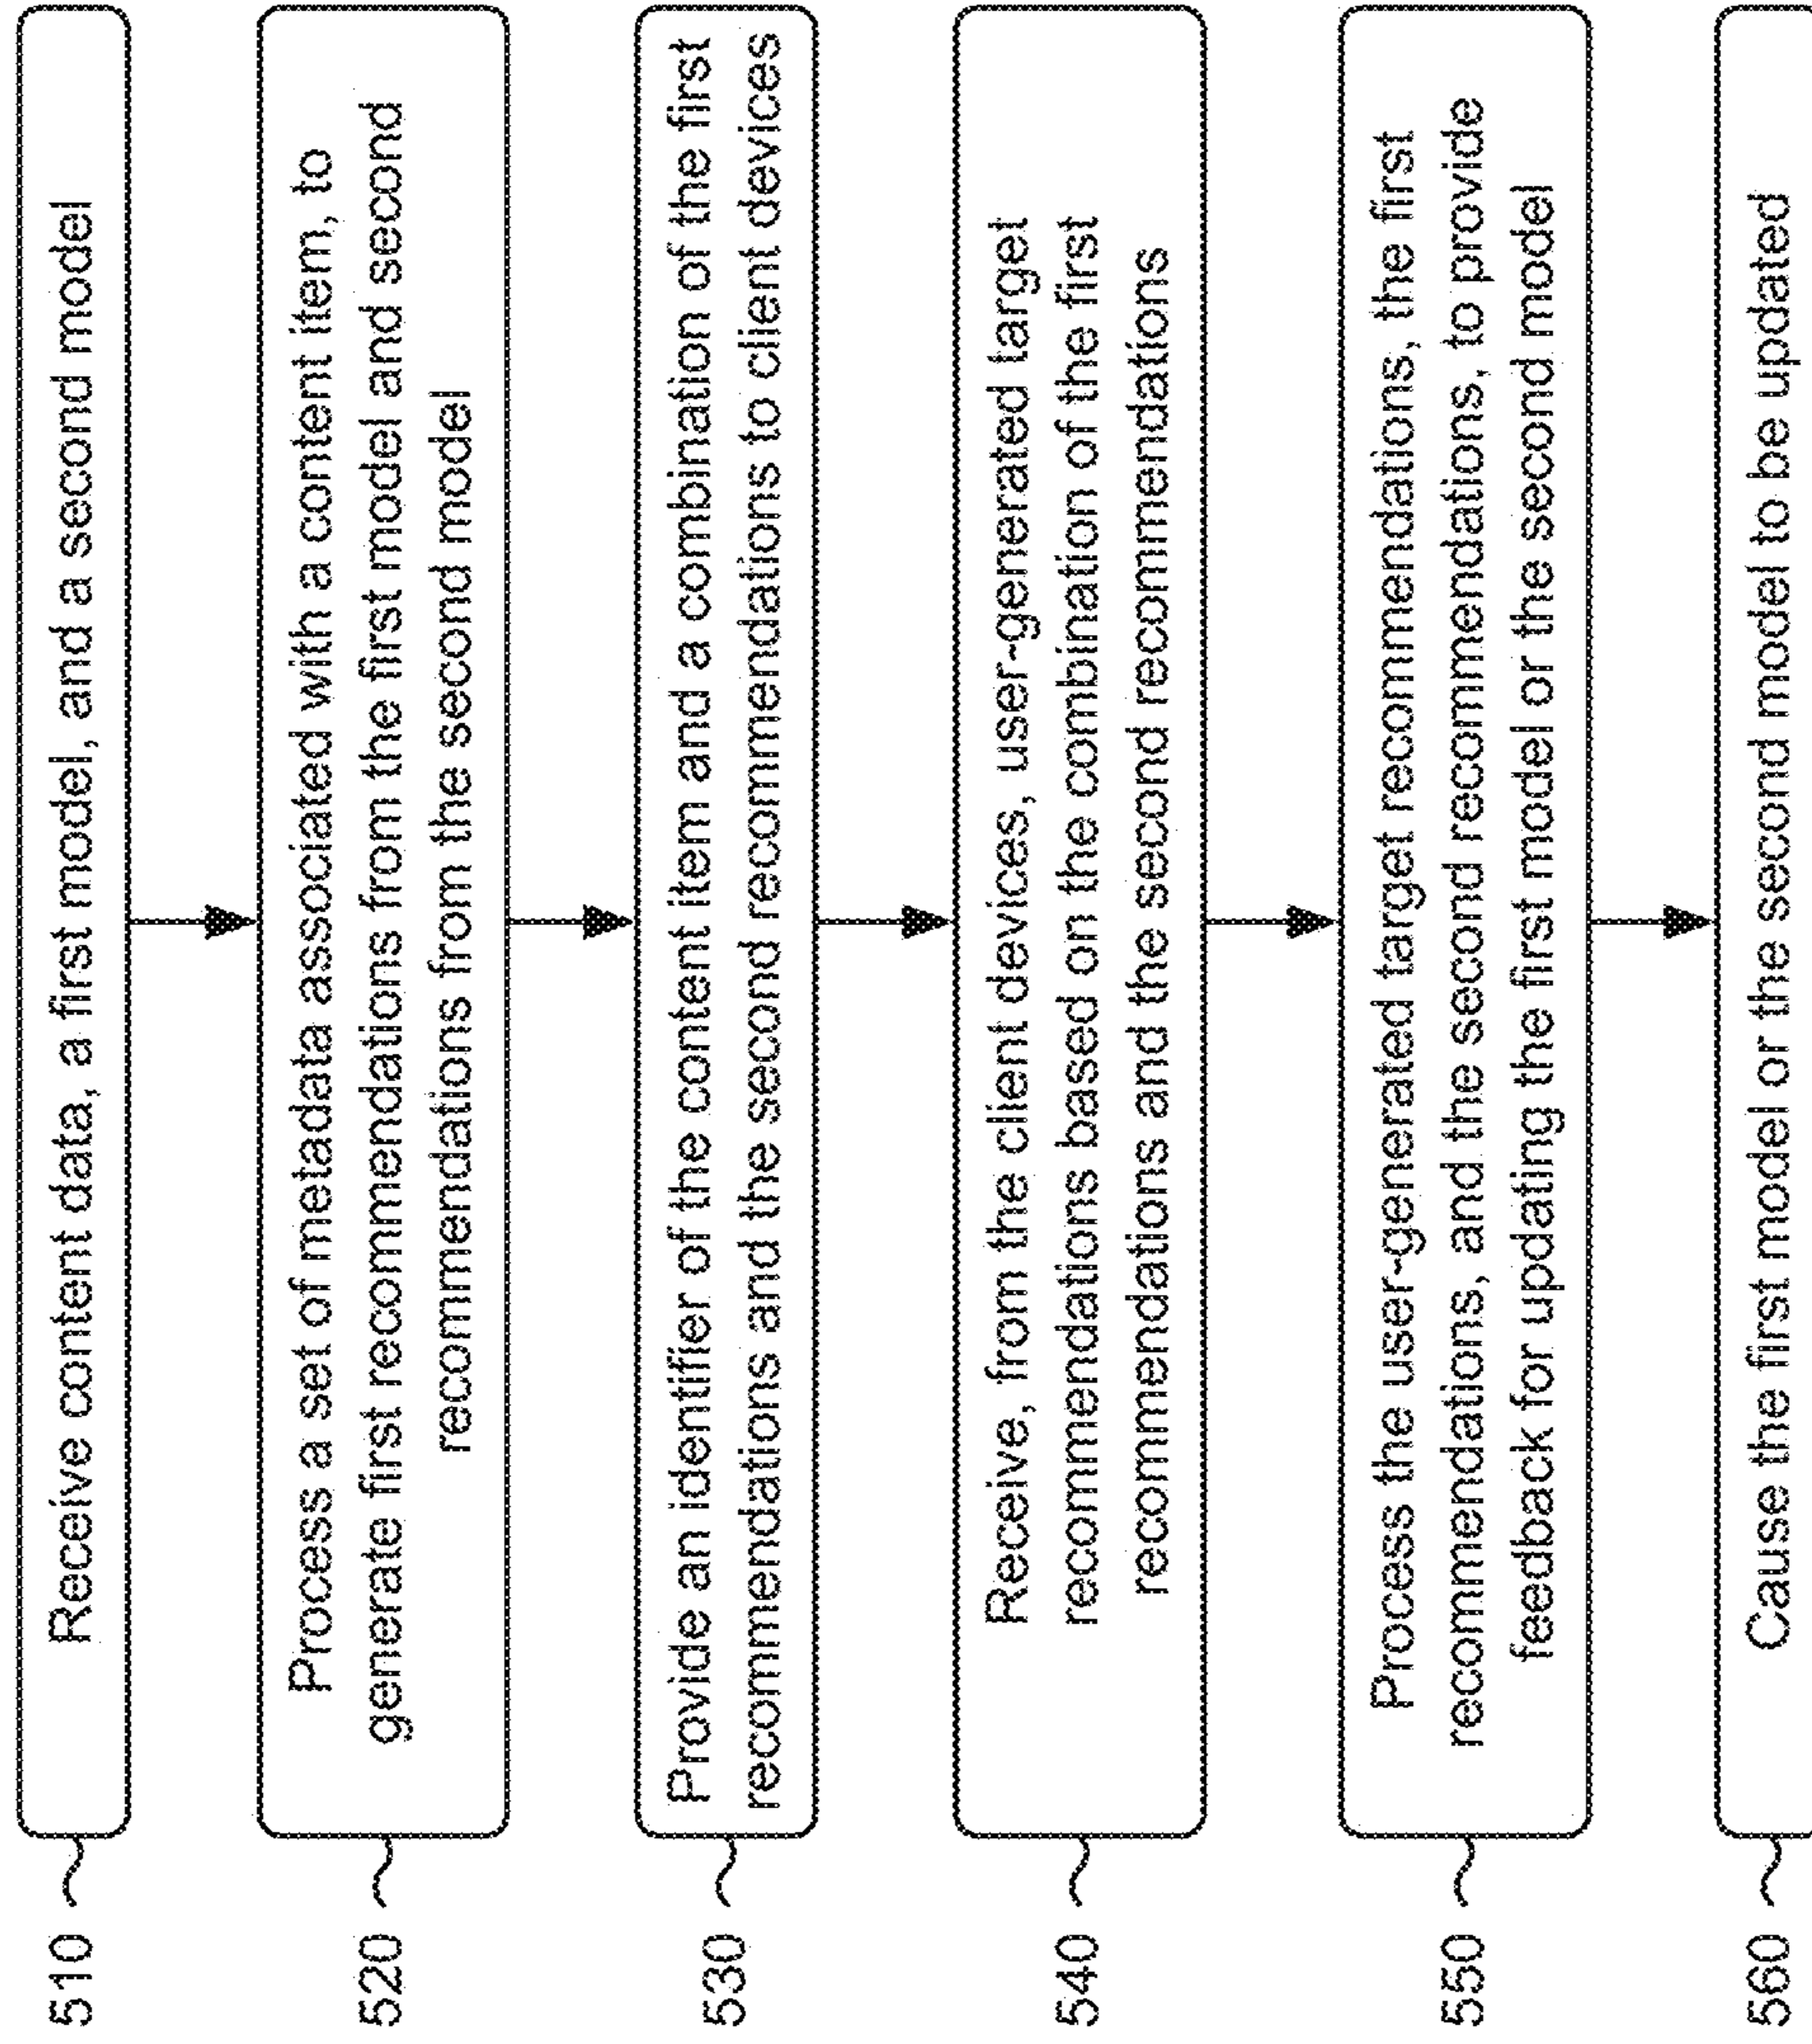 510
Receive content data, a first model, and a second model
520
Process a set of metadata associated with a content item, to
generate first recommendations from the first model and second
recommendations from the second model
530
Provide an identifier of the content item and a combination of the first
recommendations and the second recommendations to client devices
540
Receive, from the client devices, user-generated target
recommendations based on the combination of the first
recommendations and the second recommendations
550
Process the user-generated target recommendations, the first
recommendations, and the second recommendations, to provide
feedback for updating the first model or the second model
560
Cause the first model or the second model to be updated